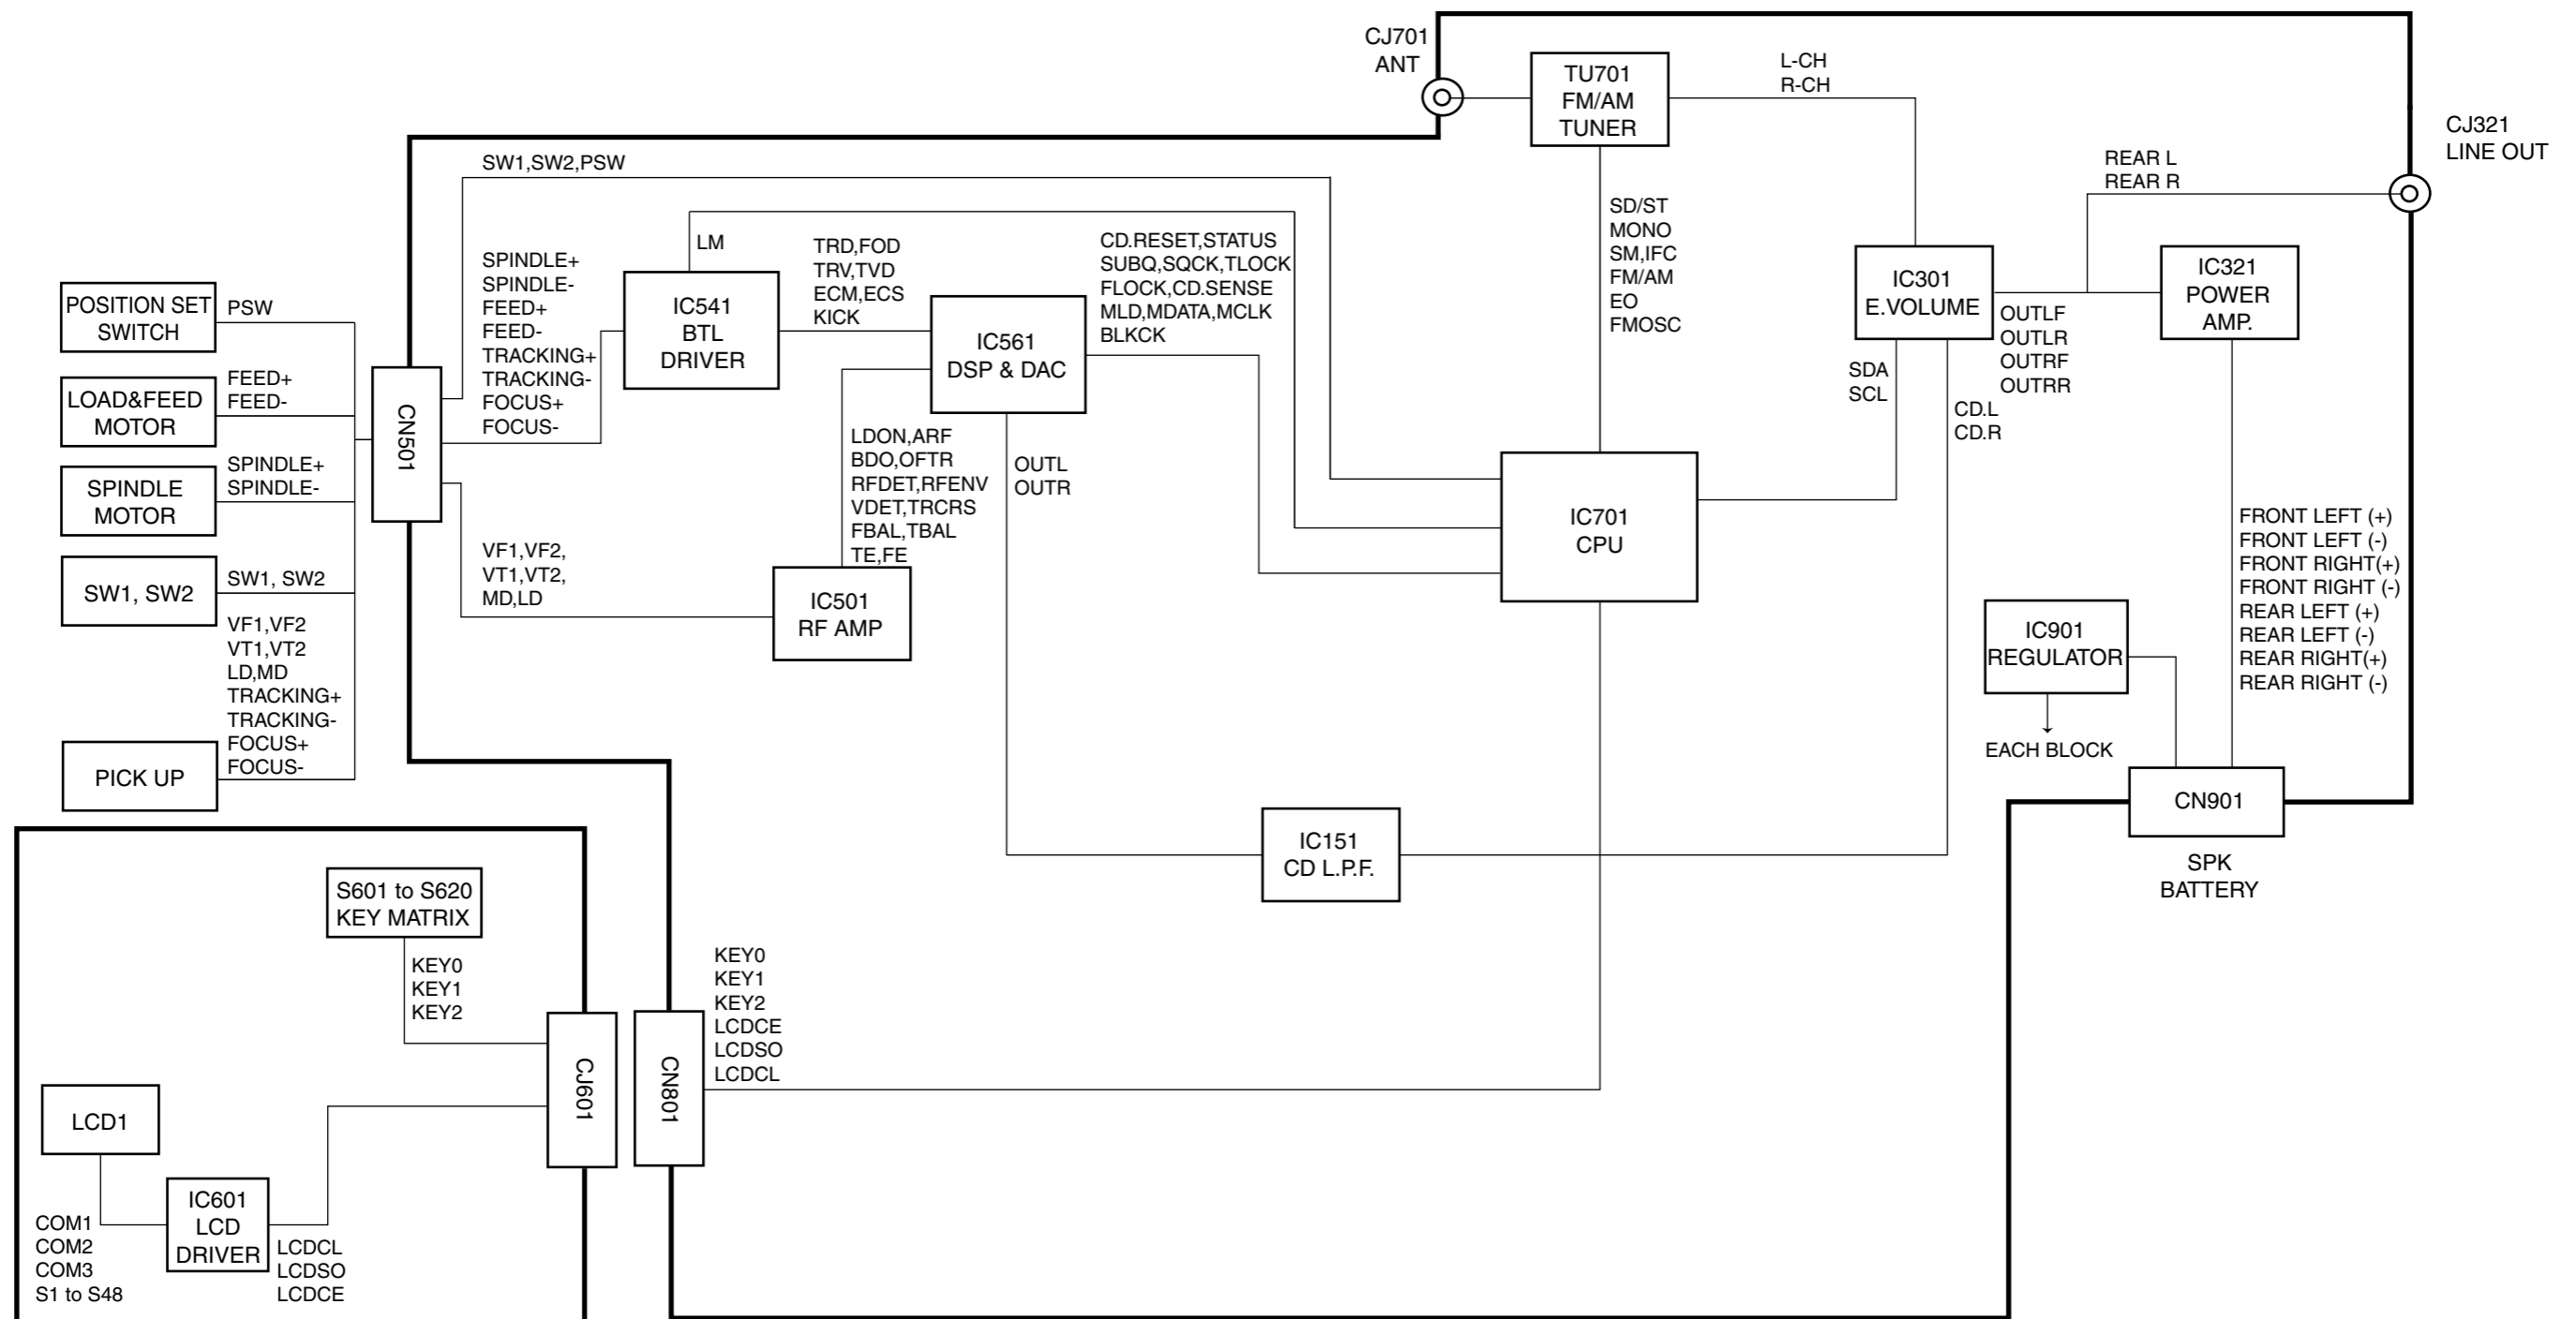 CJ701
ANT
TU701
FM/AM
TUNER
L-CH
R-CH
CJ321
LINE OUT
REAR L
REAR R
SW1,SW2,PSW
LM
SPINDLE+
SPINDLE-
FEED+
FEED-
TRACKING+
TRACKING-
FOCUS+
FOCUS-
IC541
BTL
DRIVER
TRD,FOD
TRV,TVD
ECM,ECS
KICK
IC561
DSP & DAC
CD.RESET,STATUS
SUBQ,SQCK,TLOCK
FLOCK,CD.SENSE
MLD,MDATA,MCLK
BLKCK
SD/ST
MONO
SM,IFC
FM/AM
EO
FMOSC
IC301
E.VOLUME
IC321
POWER
AMP.
OUTLF
OUTLR
OUTRF
OUTRR
SDA
SCL
CD.L
CD.R
POSITION SET
SWITCH
PSW
LOAD&FEED
MOTOR
FEED+
FEED-
SPINDLE
MOTOR
SPINDLE+
SPINDLE-
SW1, SW2
SW1, SW2
VF1,VF2
VT1,VT2
LD,MD
TRACKING+
TRACKING-
FOCUS+
FOCUS-
PICK UP
CN501
VF1,VF2,
VT1,VT2,
MD,LD
LDON,ARF
BDO,OFTR
RFDET,RFENV
VDET,TRCRS
FBAL,TBAL
TE,FE
IC501
RF AMP
OUTL
OUTR
IC701
CPU
FRONT LEFT (+)
FRONT LEFT (-)
FRONT RIGHT(+)
FRONT RIGHT (-)
REAR LEFT (+)
REAR LEFT (-)
REAR RIGHT(+)
REAR RIGHT (-)
IC901
REGULATOR
EACH BLOCK
CN901
SPK
BATTERY
IC151
CD L.P.F.
S601 to S620
KEY MATRIX
KEY0
KEY1
KEY2
CJ601
CN801
KEY0
KEY1
KEY2
LCDCE
LCDSO
LCDCL
LCD1
IC601
LCD
DRIVER
COM1
COM2
COM3
S1 to S48
LCDCL
LCDSO
LCDCE